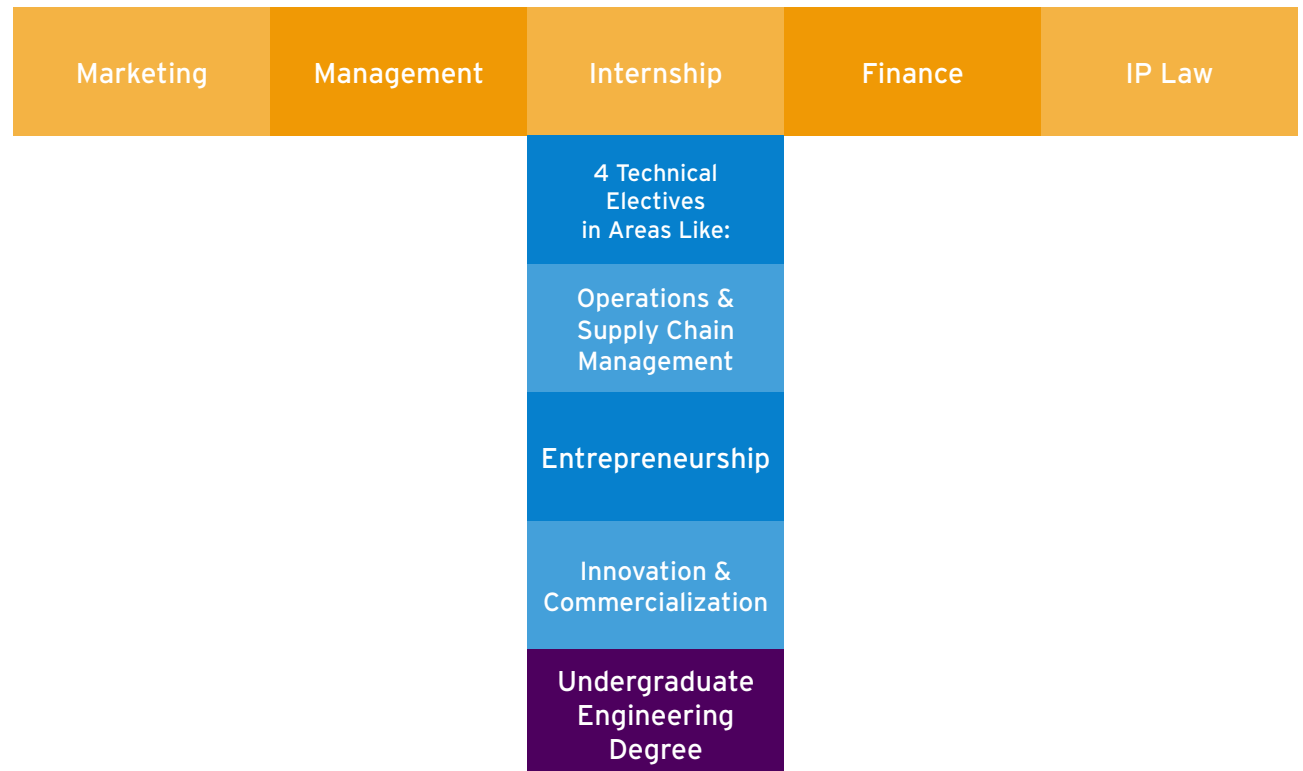 Marketing
Management
Internship
Finance
IP Law
4 Technical
Electives
in Areas Like:
Operations &
Supply Chain
Management
Entrepreneurship
Innovation &
Commercialization
Undergraduate
Engineering
Degree